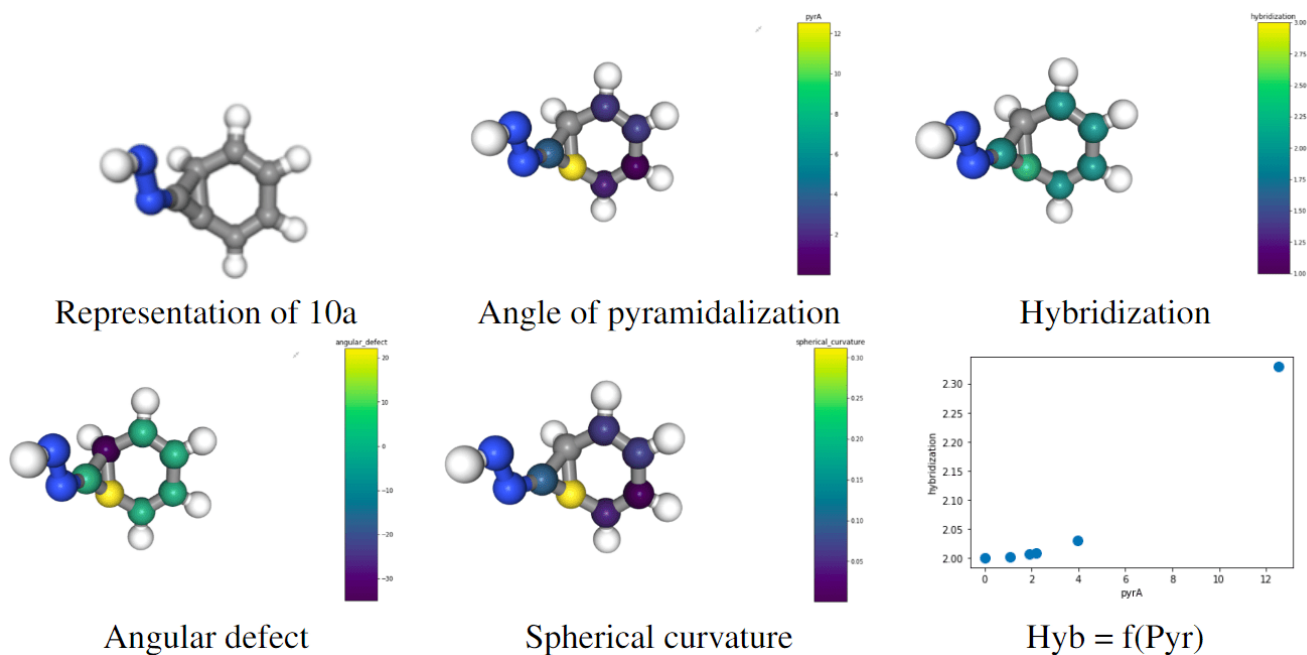 pyrA
12
10
8
6
4
2
hybridization
3.00
2.75
2.50
2.25
2.00
1.75
1.50
1.25
1.00
Representation of 10a
Angle of pyramidalization
Hybridization
angular_defect
20
10
0
−10
−20
−30
spherical_curvature
0.30
0.25
0.20
0.15
0.10
0.05
hybridization
2.30
2.25
2.20
2.15
2.10
2.05
2.00
0 2 4 6 8 10 12
pyrA
Angular defect
Spherical curvature
Hyb = f(Pyr)